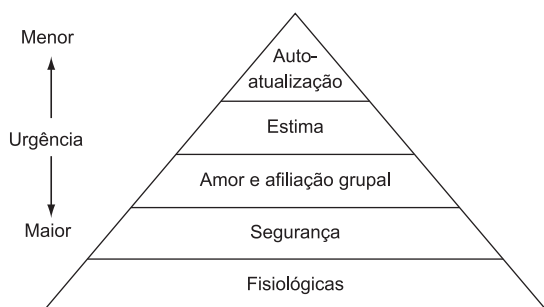 Menor
Urgência
Maior
Auto-
atualização
Estima
Amor e afiliação grupal
Segurança
Fisiológicas